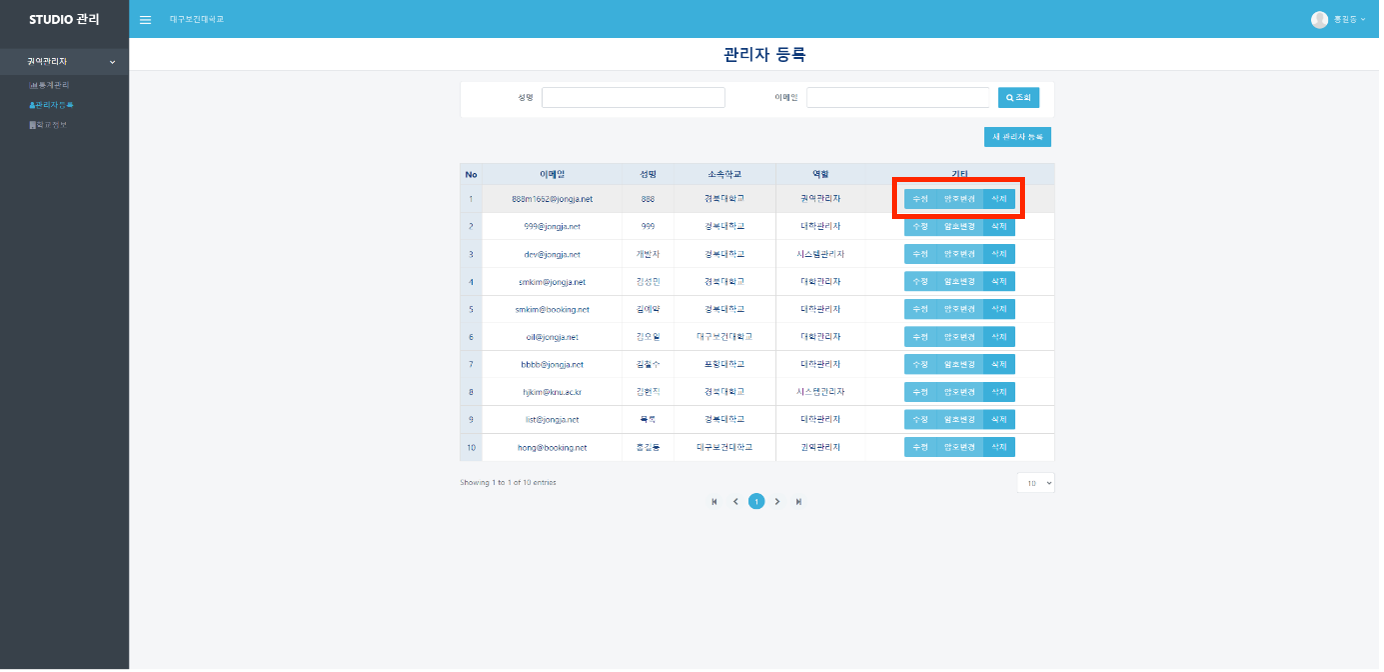 STUDIO 관리
대구보건대학교
홍길동
권역관리자
통계관리
관리자등록
학교정보
관리자 등록
성명
이메일
조회
새 관리자 등록
No 이메일 성명 소속학교 역할 기타
1 888m1662@jongja.net 888 경북대학교 권역관리자 수정 암호변경 삭제
2 999@jongja.net 999 경북대학교 대학관리자 수정 암호변경 삭제
3 dev@jongja.net 개발자 경북대학교 시스템관리자 수정 암호변경 삭제
4 smkim@jongja.net 김성민 경북대학교 대학관리자 수정 암호변경 삭제
5 smkim@booking.net 김예약 경북대학교 대학관리자 수정 암호변경 삭제
6 oil@jongja.net 김오일 대구보건대학교 대학관리자 수정 암호변경 삭제
7 bbbb@jongja.net 김철수 포항대학교 대학관리자 수정 암호변경 삭제
8 hjkim@knu.ac.kr 김현직 경북대학교 시스템관리자 수정 암호변경 삭제
9 list@jongja.net 목록 경북대학교 대학관리자 수정 암호변경 삭제
10 hong@booking.net 홍길동 대구보건대학교 권역관리자 수정 암호변경 삭제
Showing 1 to 1 of 10 entries
10
1